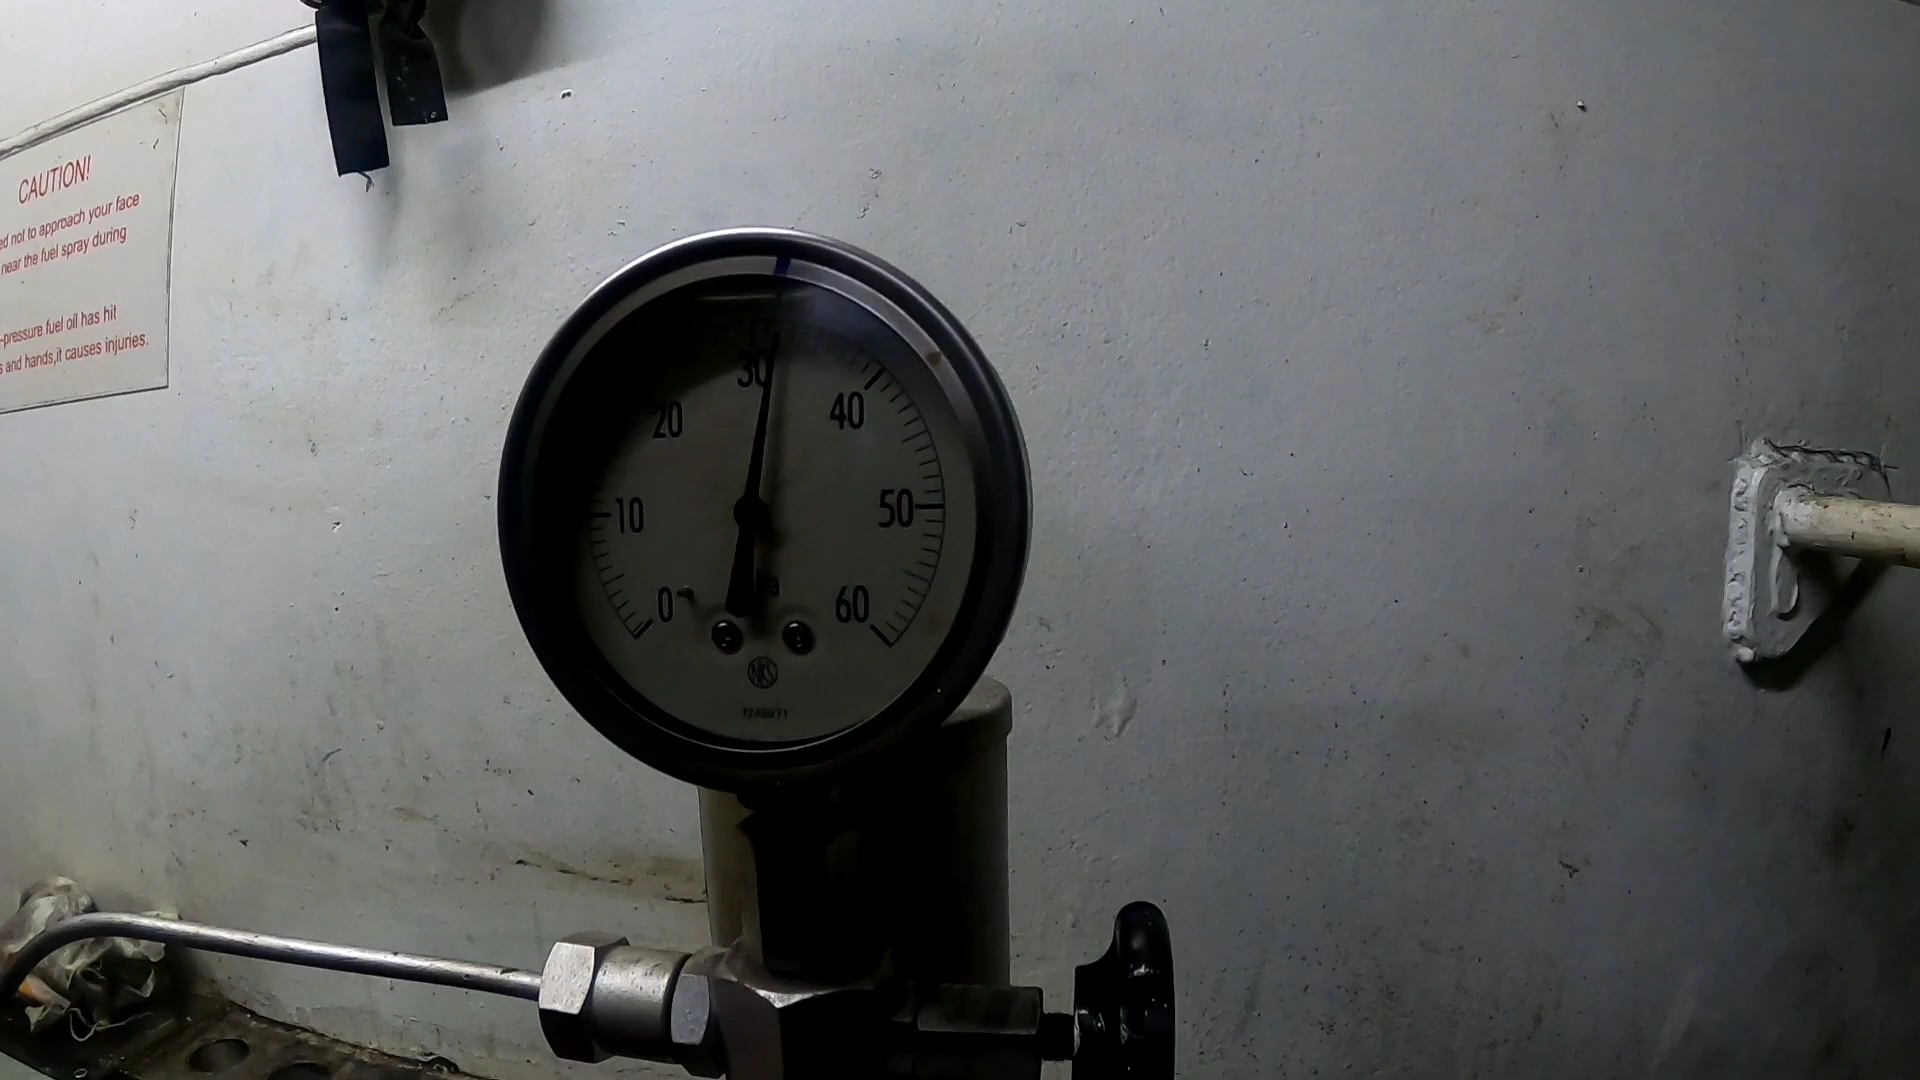 CAUTION!
ed not to approach your face
near the fuel spray during
-pressure fuel oil has hit
s and hands,it causes injuries.
30
20
40
10
50
0
60
NKS